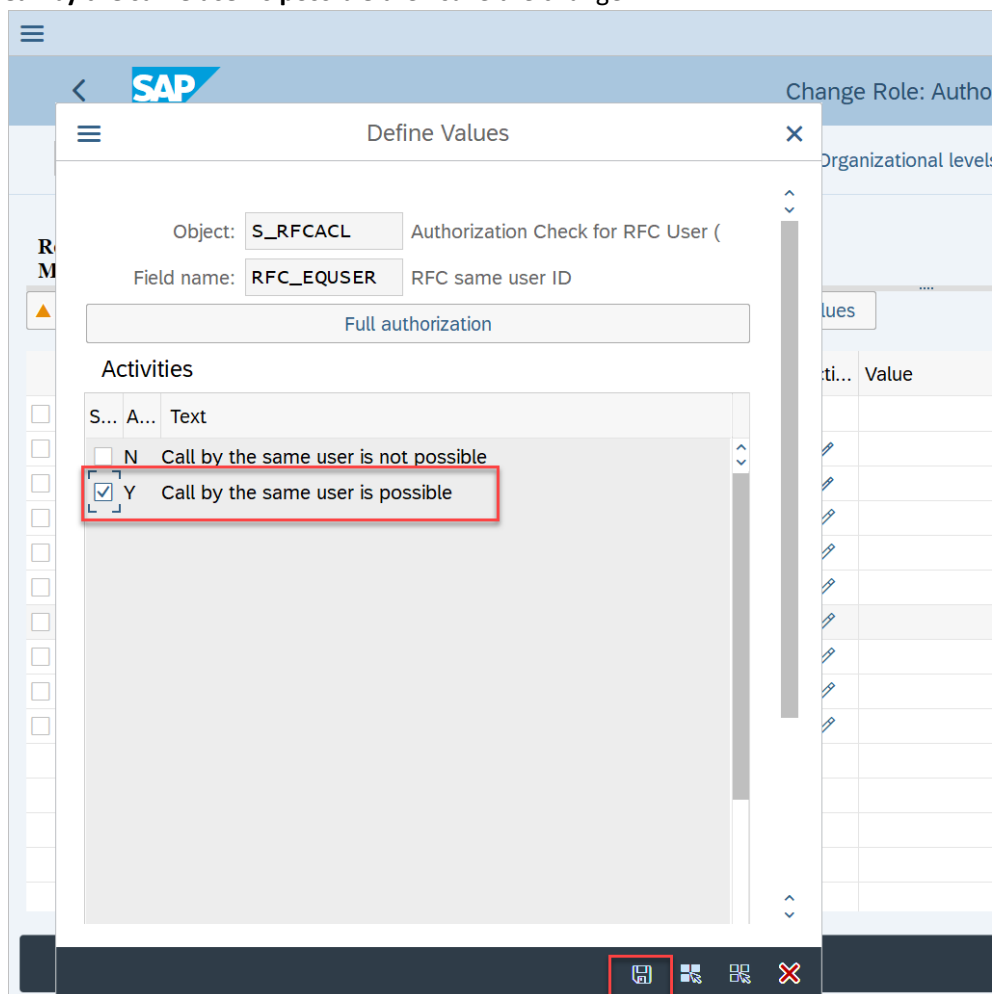 SAP
Change Role: Autho
Define Values
Organizational levels
Object: S_RFCACL Authorization Check for RFC User (
Field name: RFC_EQUSER RFC same user ID
lues
Full authorization
Activities
ti... Value
S... A... Text
N Call by the same user is not possible
Y Call by the same user is possible